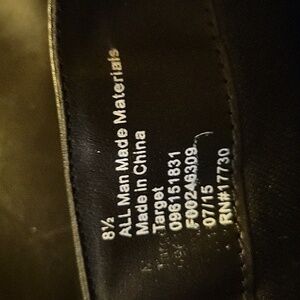 8½
ALL Man Made Materials
Made in China
Target
096151831
F00246309
07/15
RN#17730